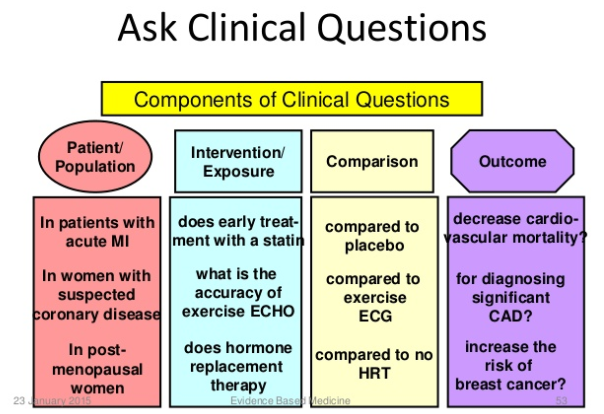 Ask Clinical Questions
Components of Clinical Questions
Patient/
Population
Intervention/
Exposure
Comparison
Outcome
In patients with
acute MI
does early treat-
ment with a statin
compared to
placebo
decrease cardio-
vascular mortality?
In women with
suspected
coronary disease
what is the
accuracy of
exercise ECHO
compared to
exercise
ECG
for diagnosing
significant
CAD?
In post-
menopausal
women
does hormone
replacement
therapy
compared to no
HRT
increase the
risk of
breast cancer?
23 January 2015
Evidence Based Medicine
53